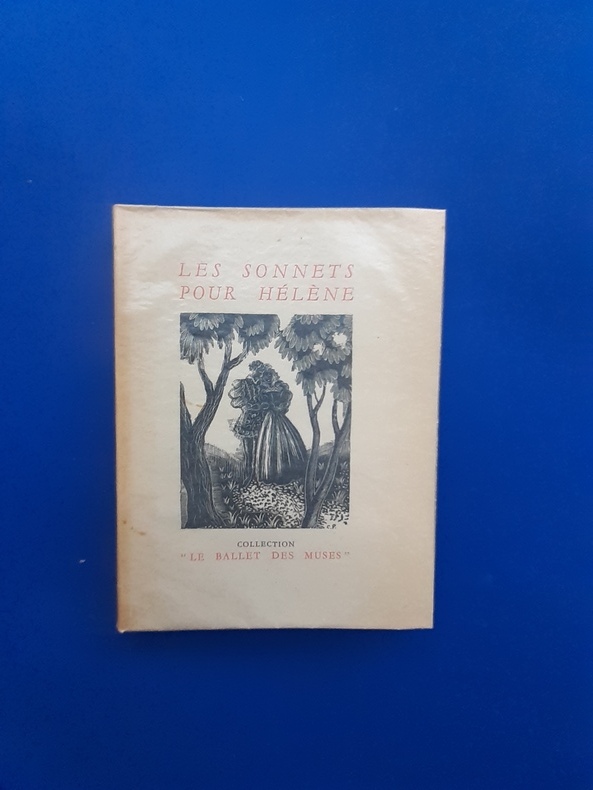 LES SONNETS
POUR HÉLÈNE
COLLECTION
"LE BALLET DES MUSES"